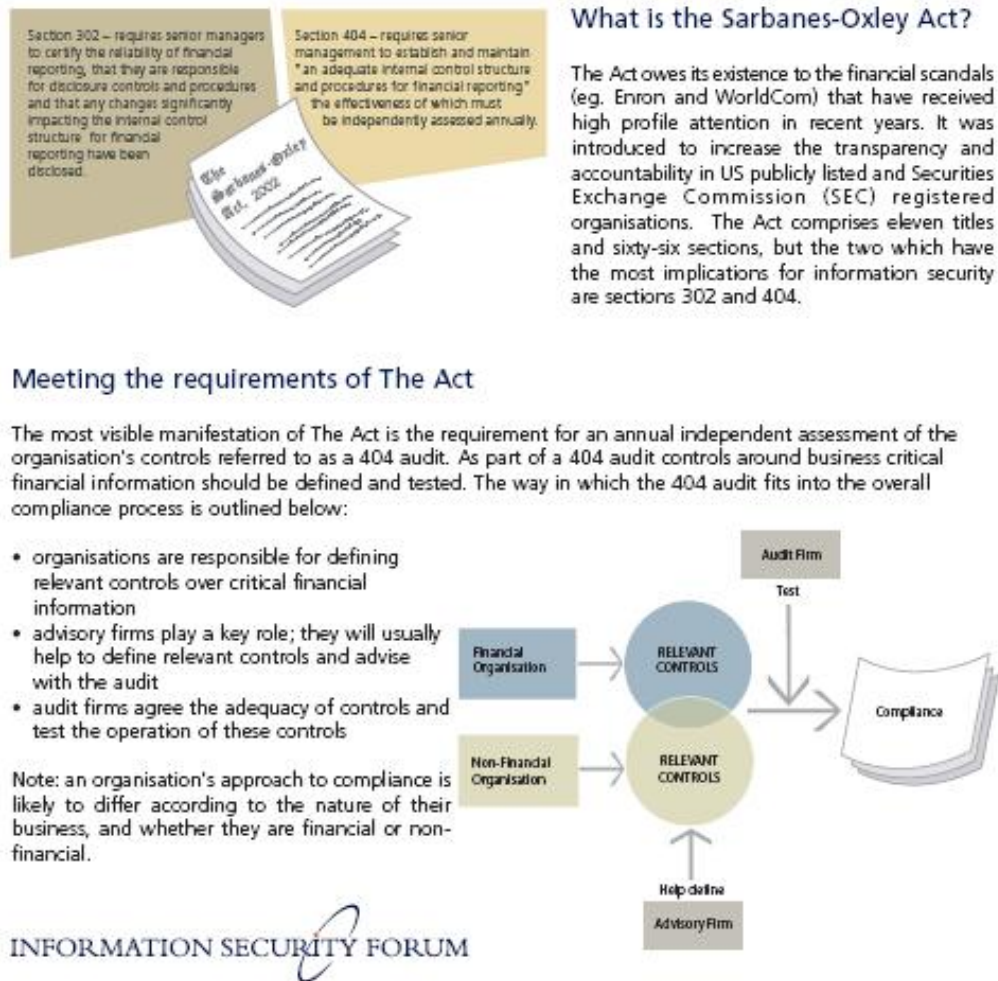 Section 302 – requires senior managers
to certify the reliability of financial
reporting, that they are responsible
for disclosure controls and procedures
and that any changes significantly
impacting the internal control
structure for financial
reporting have been
disclosed.
Section 404 – requires senior
management to establish and maintain
"an adequate internal control structure
and procedures for financial reporting"
the effectiveness of which must
be independently assessed annually.
The
Sarbanes-Oxley
Act, 2002
What is the Sarbanes-Oxley Act?
The Act owes its existence to the financial scandals
(eg. Enron and WorldCom) that have received
high profile attention in recent years. It was
introduced to increase the transparency and
accountability in US publicly listed and Securities
Exchange Commission (SEC) registered
organisations. The Act comprises eleven titles
and sixty-six sections, but the two which have
the most implications for information security
are sections 302 and 404.
Meeting the requirements of The Act
The most visible manifestation of The Act is the requirement for an annual independent assessment of the
organisation's controls referred to as a 404 audit. As part of a 404 audit controls around business critical
financial information should be defined and tested. The way in which the 404 audit fits into the overall
compliance process is outlined below:
• organisations are responsible for defining
relevant controls over critical financial
information
• advisory firms play a key role; they will usually
help to define relevant controls and advise
with the audit
• audit firms agree the adequacy of controls and
test the operation of these controls
Note: an organisation's approach to compliance is
likely to differ according to the nature of their
business, and whether they are financial or non-
financial.
Audit Firm
Test
Financial
Organisation
RELEVANT
CONTROLS
Compliance
Non-Financial
Organisation
RELEVANT
CONTROLS
Help define
Advisory Firm
INFORMATION SECURITY FORUM